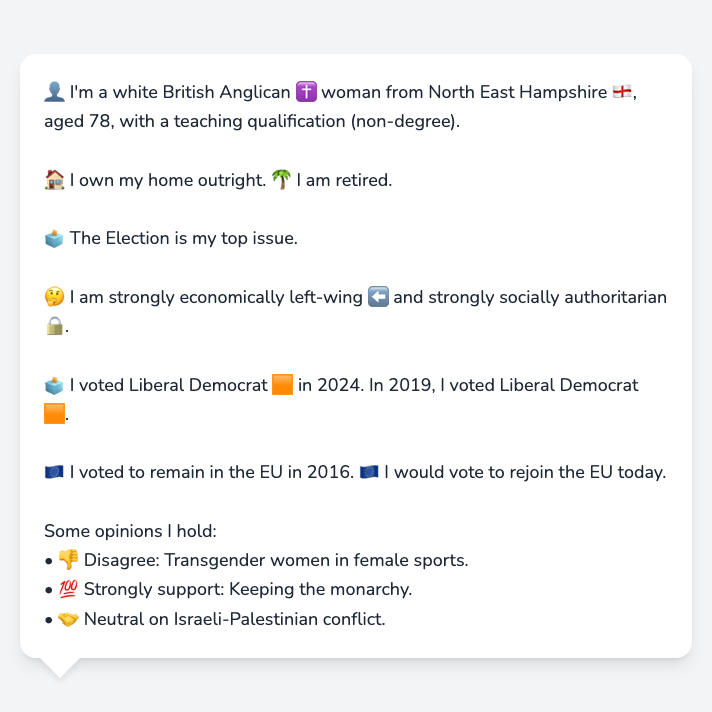 👤 I'm a white British Anglican ✝️ woman from North East Hampshire 🏴󠁧󠁢󠁥󠁮󠁧󠁿,
aged 78, with a teaching qualification (non-degree).
🏠 I own my home outright. 🌴 I am retired.
🗳️ The Election is my top issue.
🤔 I am strongly economically left-wing ⬅️ and strongly socially authoritarian
🔒.
🗳️ I voted Liberal Democrat 🟧 in 2024. In 2019, I voted Liberal Democrat
🟧.
🇪🇺 I voted to remain in the EU in 2016. 🇪🇺 I would vote to rejoin the EU today.
Some opinions I hold:
• 👎 Disagree: Transgender women in female sports.
• 💯 Strongly support: Keeping the monarchy.
• 🤝 Neutral on Israeli-Palestinian conflict.